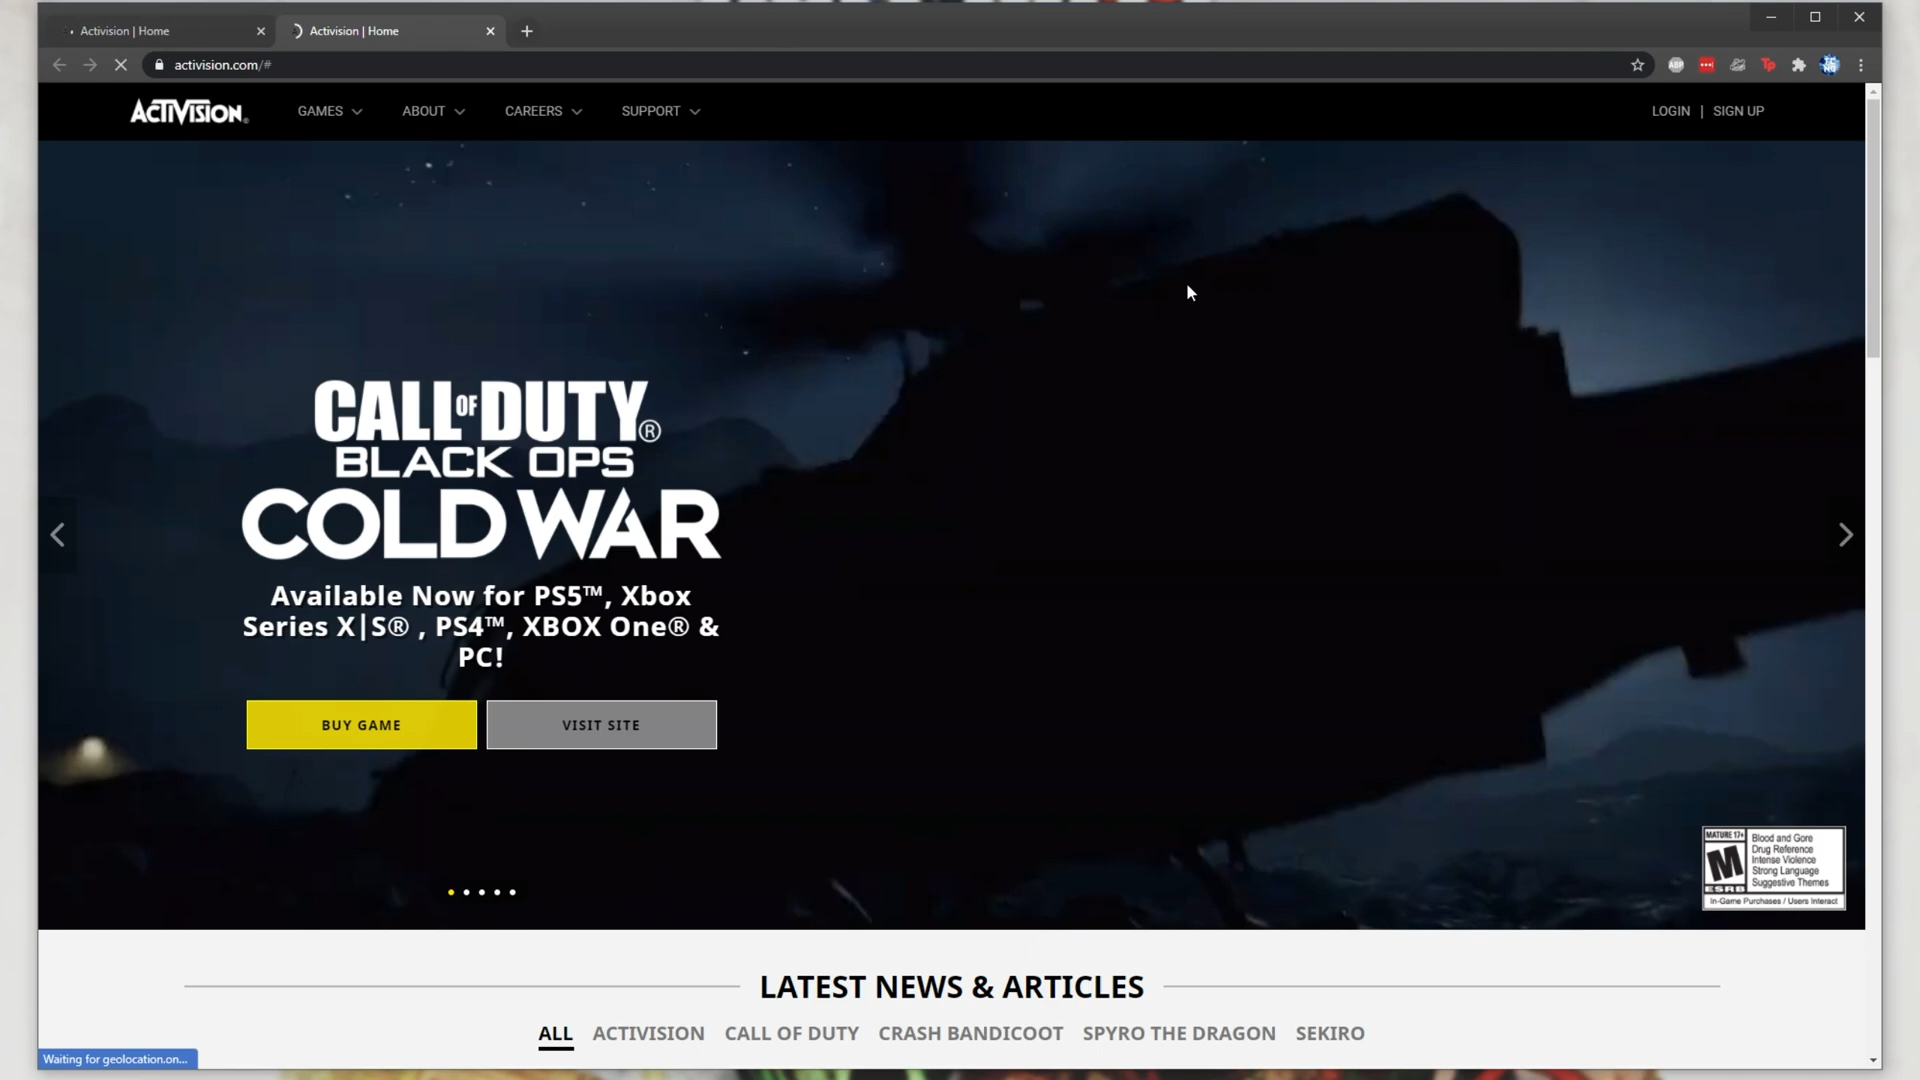 Activision | Home
Activision | Home
activision.com/#
ABP
Tp
ACTIVISION
GAMES
ABOUT
CAREERS
SUPPORT
LOGIN | SIGN UP
CALL OF DUTY®
BLACK OPS
COLD WAR
Available Now for PS5™, Xbox
Series X|S® , PS4™, XBOX One® &
PC!
BUY GAME
VISIT SITE
MATURE 17+
M
ESRB
Blood and Gore
Drug Reference
Intense Violence
Strong Language
Suggestive Themes
In-Game Purchases / Users Interact
LATEST NEWS & ARTICLES
ALL
ACTIVISION
CALL OF DUTY
CRASH BANDICOOT
SPYRO THE DRAGON
SEKIRO
Waiting for geolocation.on...